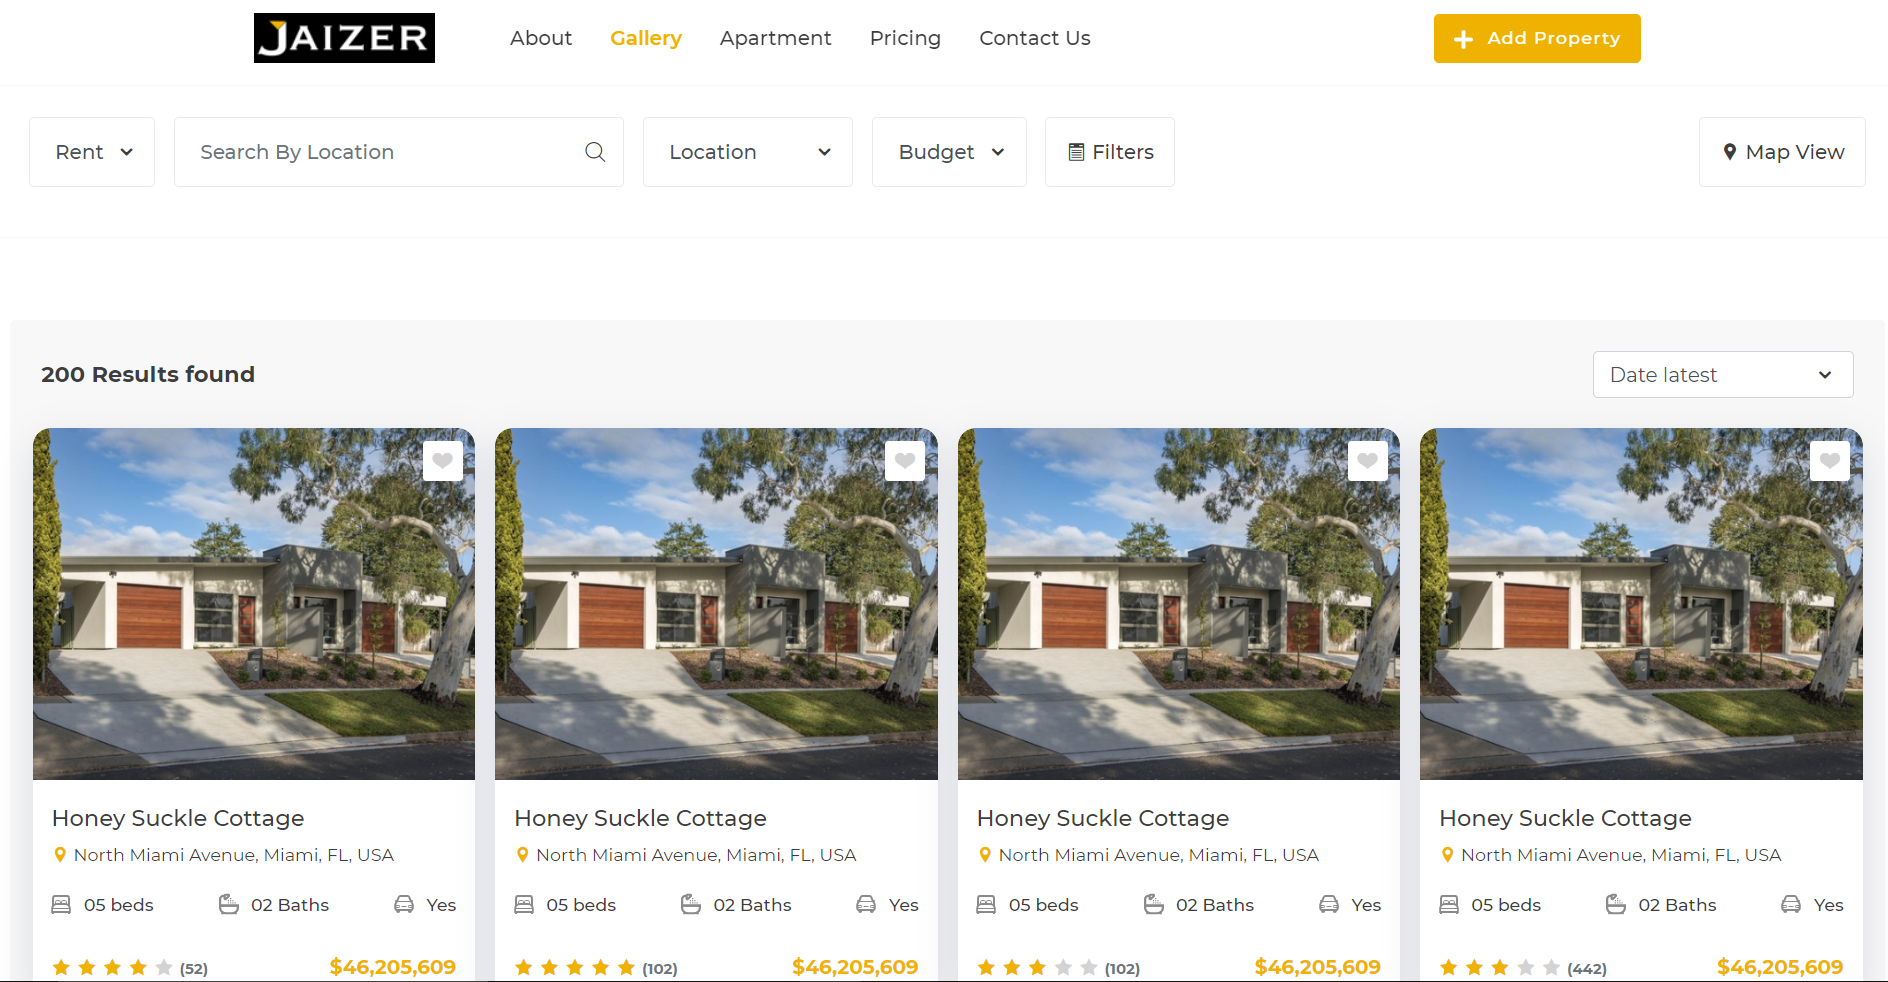 JAIZER
About Gallery Apartment Pricing Contact Us
Add Property
Rent
Search By Location
Location
Budget
Filters
Map View
200 Results found
Date latest
Honey Suckle Cottage
North Miami Avenue, Miami, FL, USA
05 beds 02 Baths Yes
(52) $46,205,609
Honey Suckle Cottage
North Miami Avenue, Miami, FL, USA
05 beds 02 Baths Yes
(102) $46,205,609
Honey Suckle Cottage
North Miami Avenue, Miami, FL, USA
05 beds 02 Baths Yes
(102) $46,205,609
Honey Suckle Cottage
North Miami Avenue, Miami, FL, USA
05 beds 02 Baths Yes
(442) $46,205,609